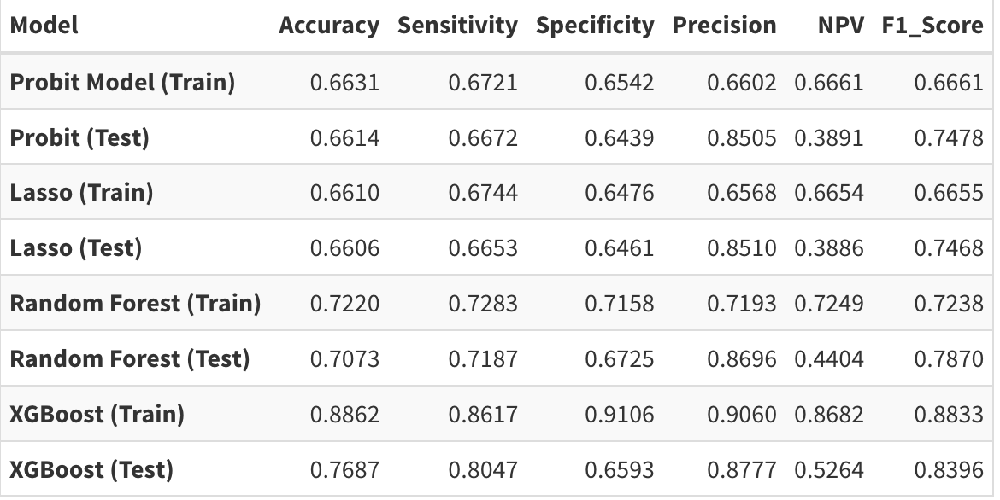 Model Accuracy Sensitivity Specificity Precision NPV F1_Score
Probit Model (Train) 0.6631 0.6721 0.6542 0.6602 0.6661 0.6661
Probit (Test) 0.6614 0.6672 0.6439 0.8505 0.3891 0.7478
Lasso (Train) 0.6610 0.6744 0.6476 0.6568 0.6654 0.6655
Lasso (Test) 0.6606 0.6653 0.6461 0.8510 0.3886 0.7468
Random Forest (Train) 0.7220 0.7283 0.7158 0.7193 0.7249 0.7238
Random Forest (Test) 0.7073 0.7187 0.6725 0.8696 0.4404 0.7870
XGBoost (Train) 0.8862 0.8617 0.9106 0.9060 0.8682 0.8833
XGBoost (Test) 0.7687 0.8047 0.6593 0.8777 0.5264 0.8396